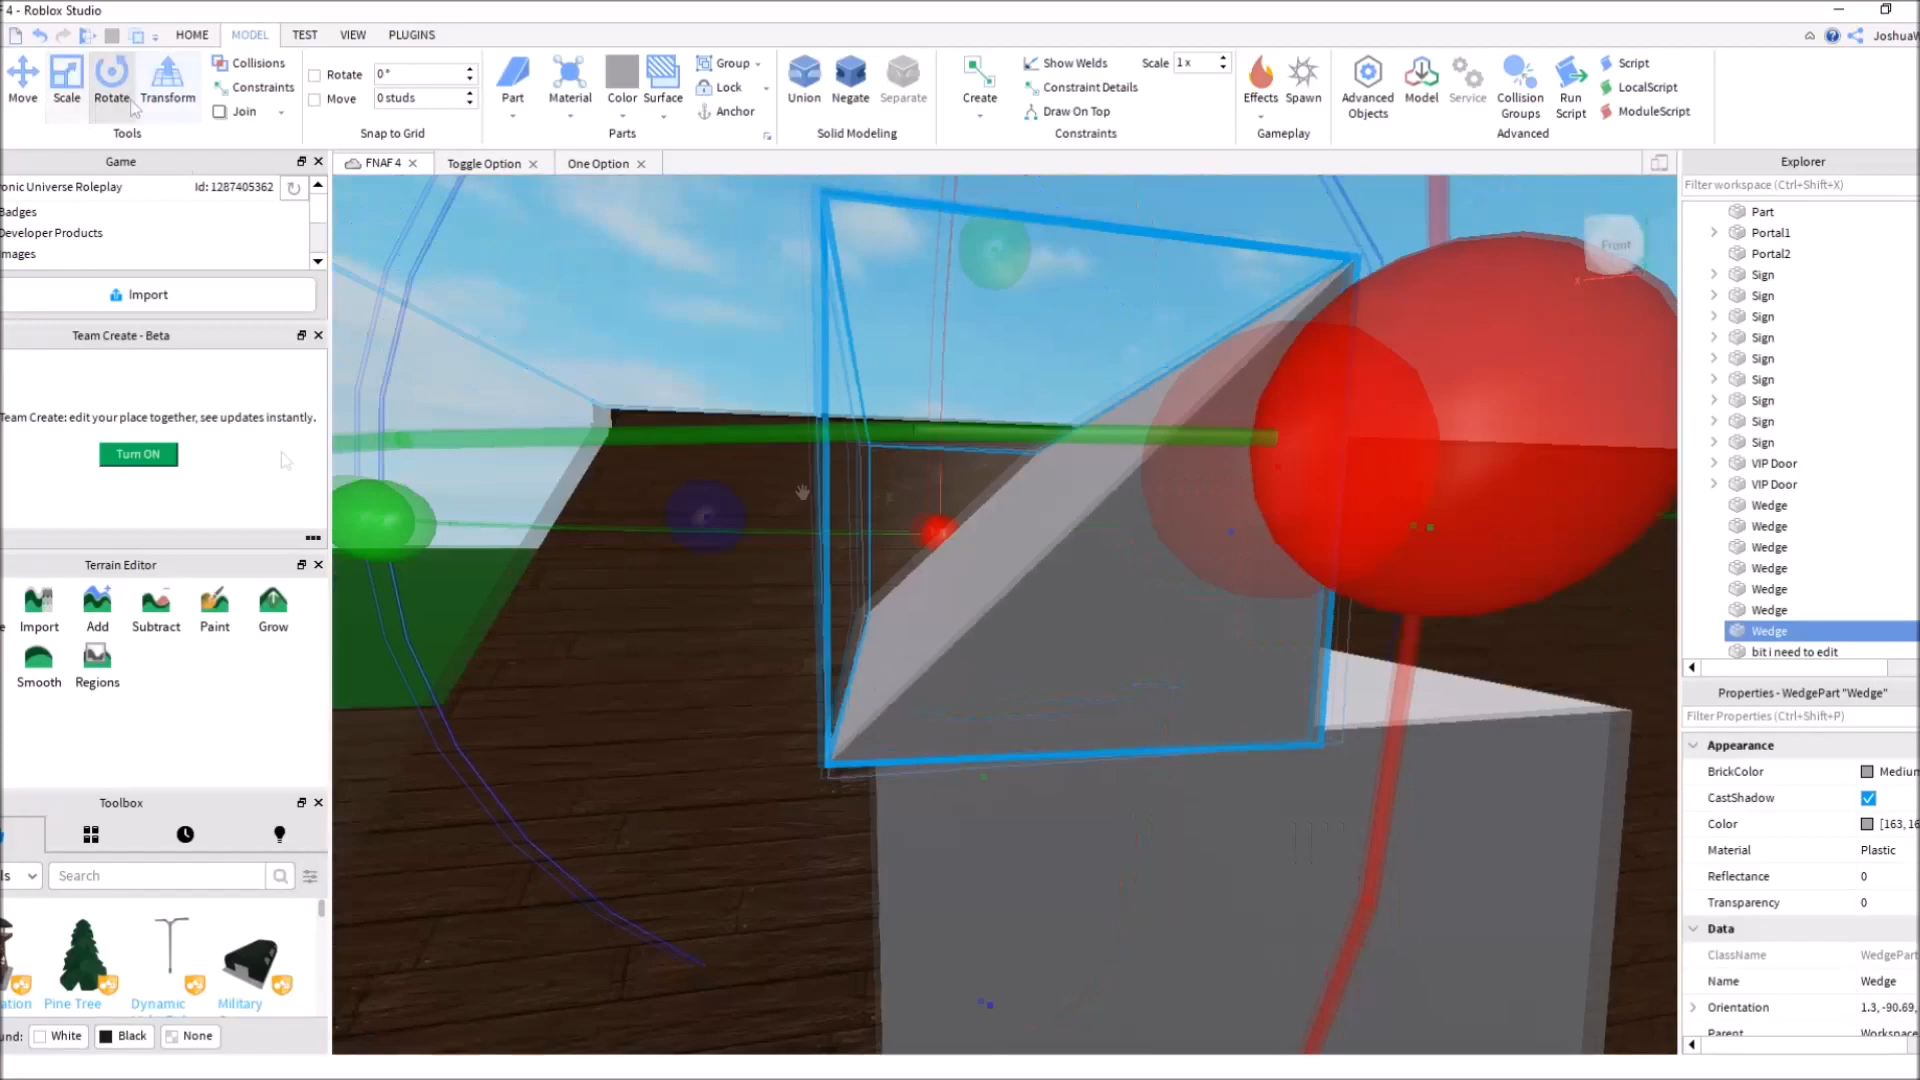 4 - Roblox Studio
HOME MODEL TEST VIEW PLUGINS JoshuaW
Move Scale Rotate Transform
Collisions
Constraints
Join
Tools
Rotate 0°
Move 0 studs
Snap to Grid
Part Material Color Surface
Group
Lock
Anchor
Parts
Union Negate Separate
Solid Modeling
Create
Show Welds Scale 1 x
Constraint Details
Draw On Top
Constraints
Effects Spawn
Gameplay
Advanced Objects Model Service Collision Groups Run Script
Script
LocalScript
ModuleScript
Advanced
Game
onic Universe Roleplay Id: 1287405362
Badges
Developer Products
mages
Import
Team Create - Beta
Team Create: edit your place together, see updates instantly.
Turn ON
Terrain Editor
e Import Add Subtract Paint Grow
Smooth Regions
Toolbox
ls Search
ation Pine Tree Dynamic Military
und: White Black None
FNAF 4 Toggle Option One Option
Front
X
Explorer
Filter workspace (Ctrl+Shift+X)
Part
Portal1
Portal2
Sign
Sign
Sign
Sign
Sign
Sign
Sign
Sign
Sign
VIP Door
VIP Door
Wedge
Wedge
Wedge
Wedge
Wedge
Wedge
Wedge
bit i need to edit
Properties - WedgePart "Wedge"
Filter Properties (Ctrl+Shift+P)
Appearance
BrickColor Medium
CastShadow
Color [163, 16
Material Plastic
Reflectance 0
Transparency 0
Data
ClassName WedgePart
Name Wedge
Orientation 1.3, -90.69,
Parent Workspace